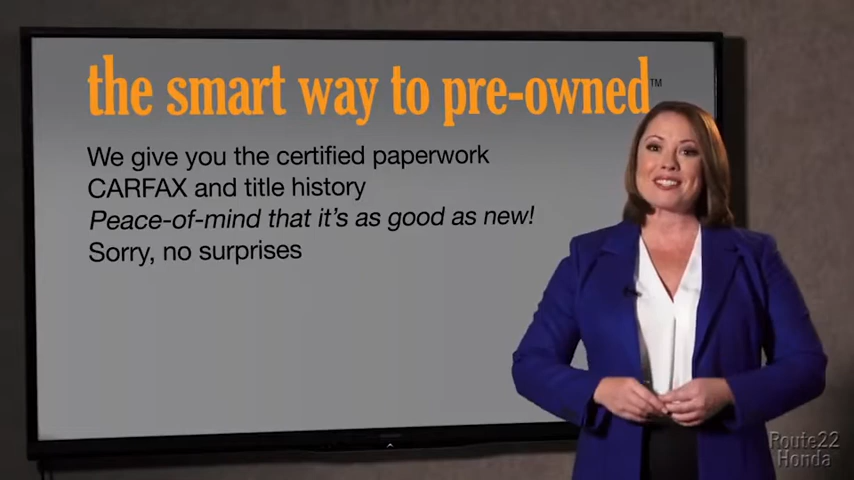 the smart way to pre-owned™
We give you the certified paperwork
CARFAX and title history
Peace-of-mind that it's as good as new!
Sorry, no surprises
Route22
Honda